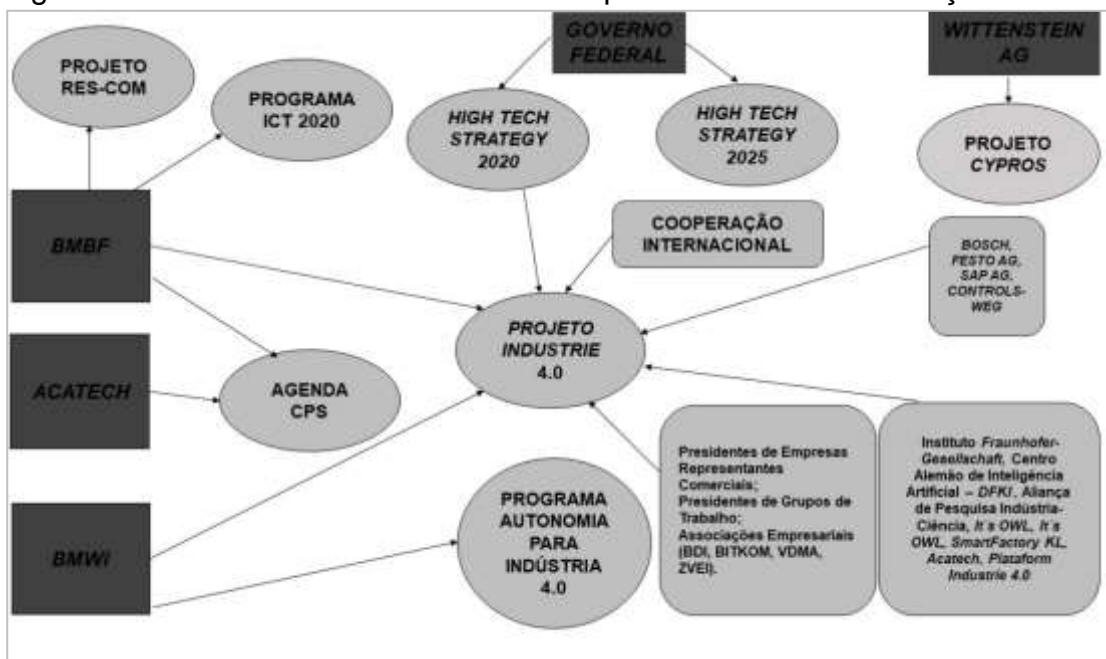 GOVERNO
FEDERAL
WITTENSTEIN
AG
PROJETO
RES-COM
PROGRAMA
ICT 2020
HIGH TECH
STRATEGY
2020
HIGH TECH
STRATEGY
2025
PROJETO
CYPROS
BMBF
COOPERAÇÃO
INTERNACIONAL
BOSCH,
FESTO AG,
SAP AG,
CONTROLS-
WEG
PROJETO
INDUSTRIE
4.0
ACATECH
AGENDA
CPS
BMWI
PROGRAMA
AUTONOMIA
PARA
INDÚSTRIA
4.0
Presidentes de Empresas
Representantes
Comerciais;
Presidentes de Grupos de
Trabalho;
Associações Empresariais
(BDI, BITKOM, VDMA,
ZVEI).
Instituto Fraunhofer-
Gesellschaft, Centro
Alemão de Inteligência
Artificial – DFKI, Aliança
de Pesquisa Indústria-
Ciência, It´s OWL, It´s
OWL, SmartFactory KL,
Acatech, Plataform
Industrie 4.0